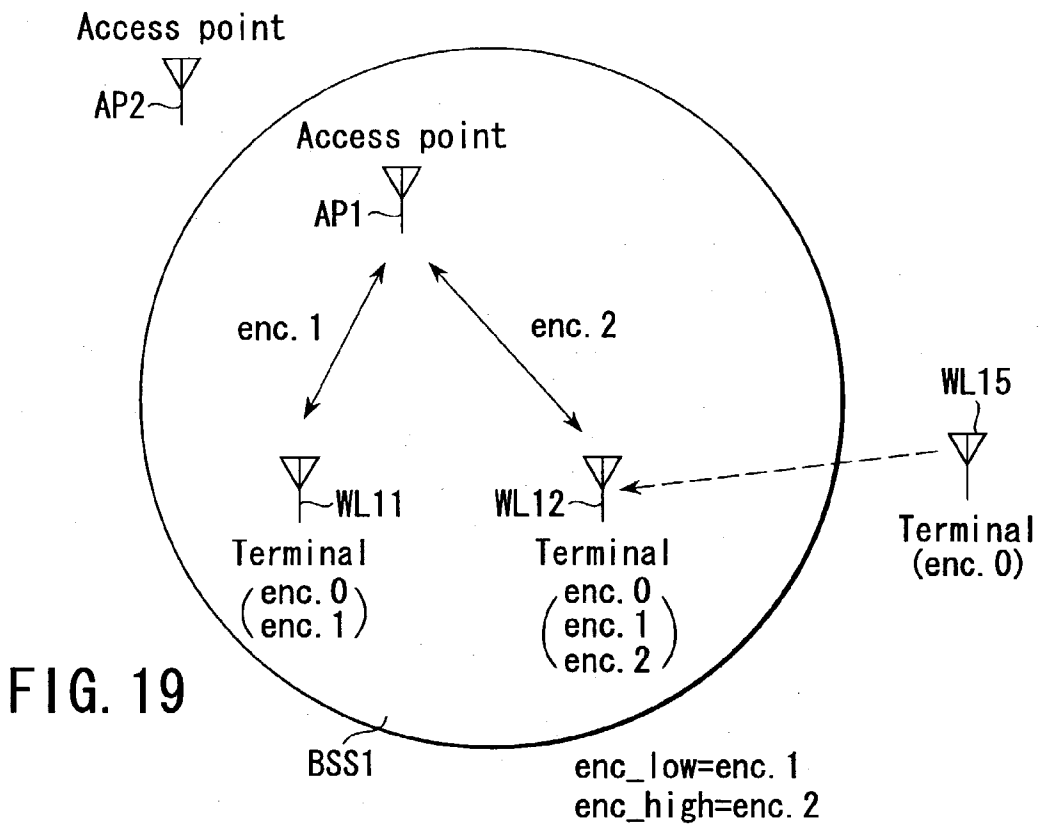 Access point
AP2
Access point
AP1
enc. 1
enc. 2
WL15
WL11
WL12
Terminal
(enc. 0
enc. 1)
Terminal
(enc. 0
enc. 1
enc. 2)
Terminal
(enc. 0)
FIG. 19
BSS1
enc_low=enc. 1
enc_high=enc. 2